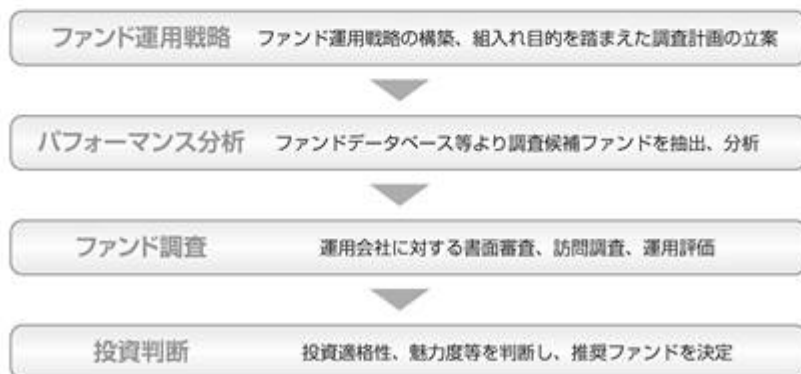 ファンド運用戦略 ファンド運用戦略の構築、組入れ目的を踏まえた調査計画の立案
パフォーマンス分析 ファンドデータベース等より調査候補ファンドを抽出、分析
ファンド調査 運用会社に対する書面審査、訪問調査、運用評価
投資判断 投資適格性、魅力度等を判断し、推奨ファンドを決定